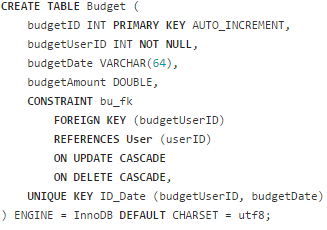 CREATE TABLE Budget (
budgetID INT PRIMARY KEY AUTO_INCREMENT,
budgetUserID INT NOT NULL,
budgetDate VARCHAR(64),
budgetAmount DOUBLE,
CONSTRAINT bu_fk
FOREIGN KEY (budgetUserID)
REFERENCES User (userID)
ON UPDATE CASCADE
ON DELETE CASCADE,
UNIQUE KEY ID_Date (budgetUserID, budgetDate)
) ENGINE = InnoDB DEFAULT CHARSET = utf8;